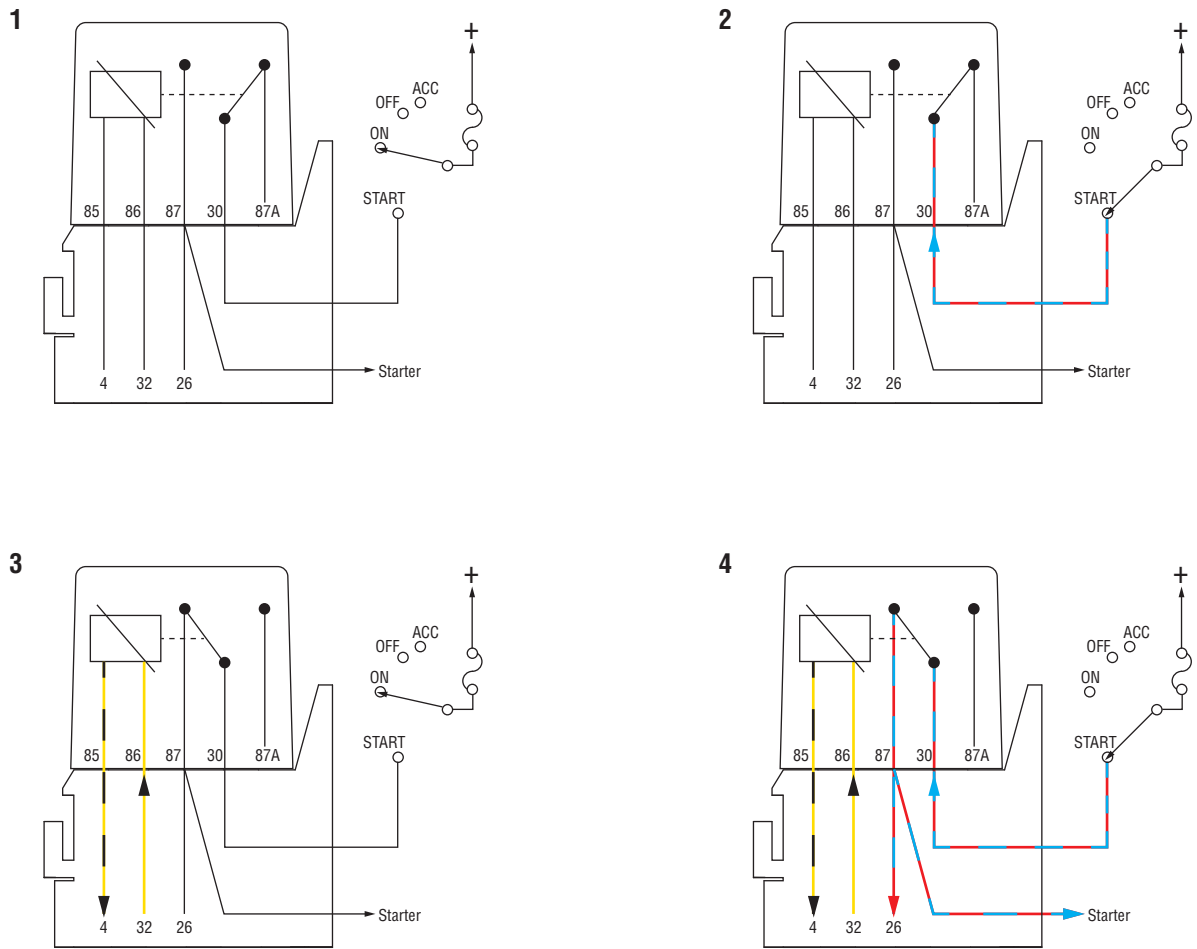 1
+
ACC
OFF
ON
START
85 86 87 30 87A
Starter
4 32 26
2
+
ACC
OFF
ON
START
85 86 87 30 87A
Starter
4 32 26
3
+
ACC
OFF
ON
START
85 86 87 30 87A
Starter
4 32 26
4
+
ACC
OFF
ON
START
85 86 87 30 87A
Starter
4 32 26